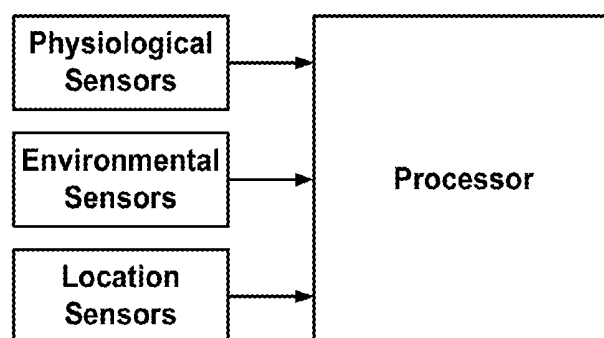 Physiological
Sensors
Environmental
Sensors
Processor
Location
Sensors